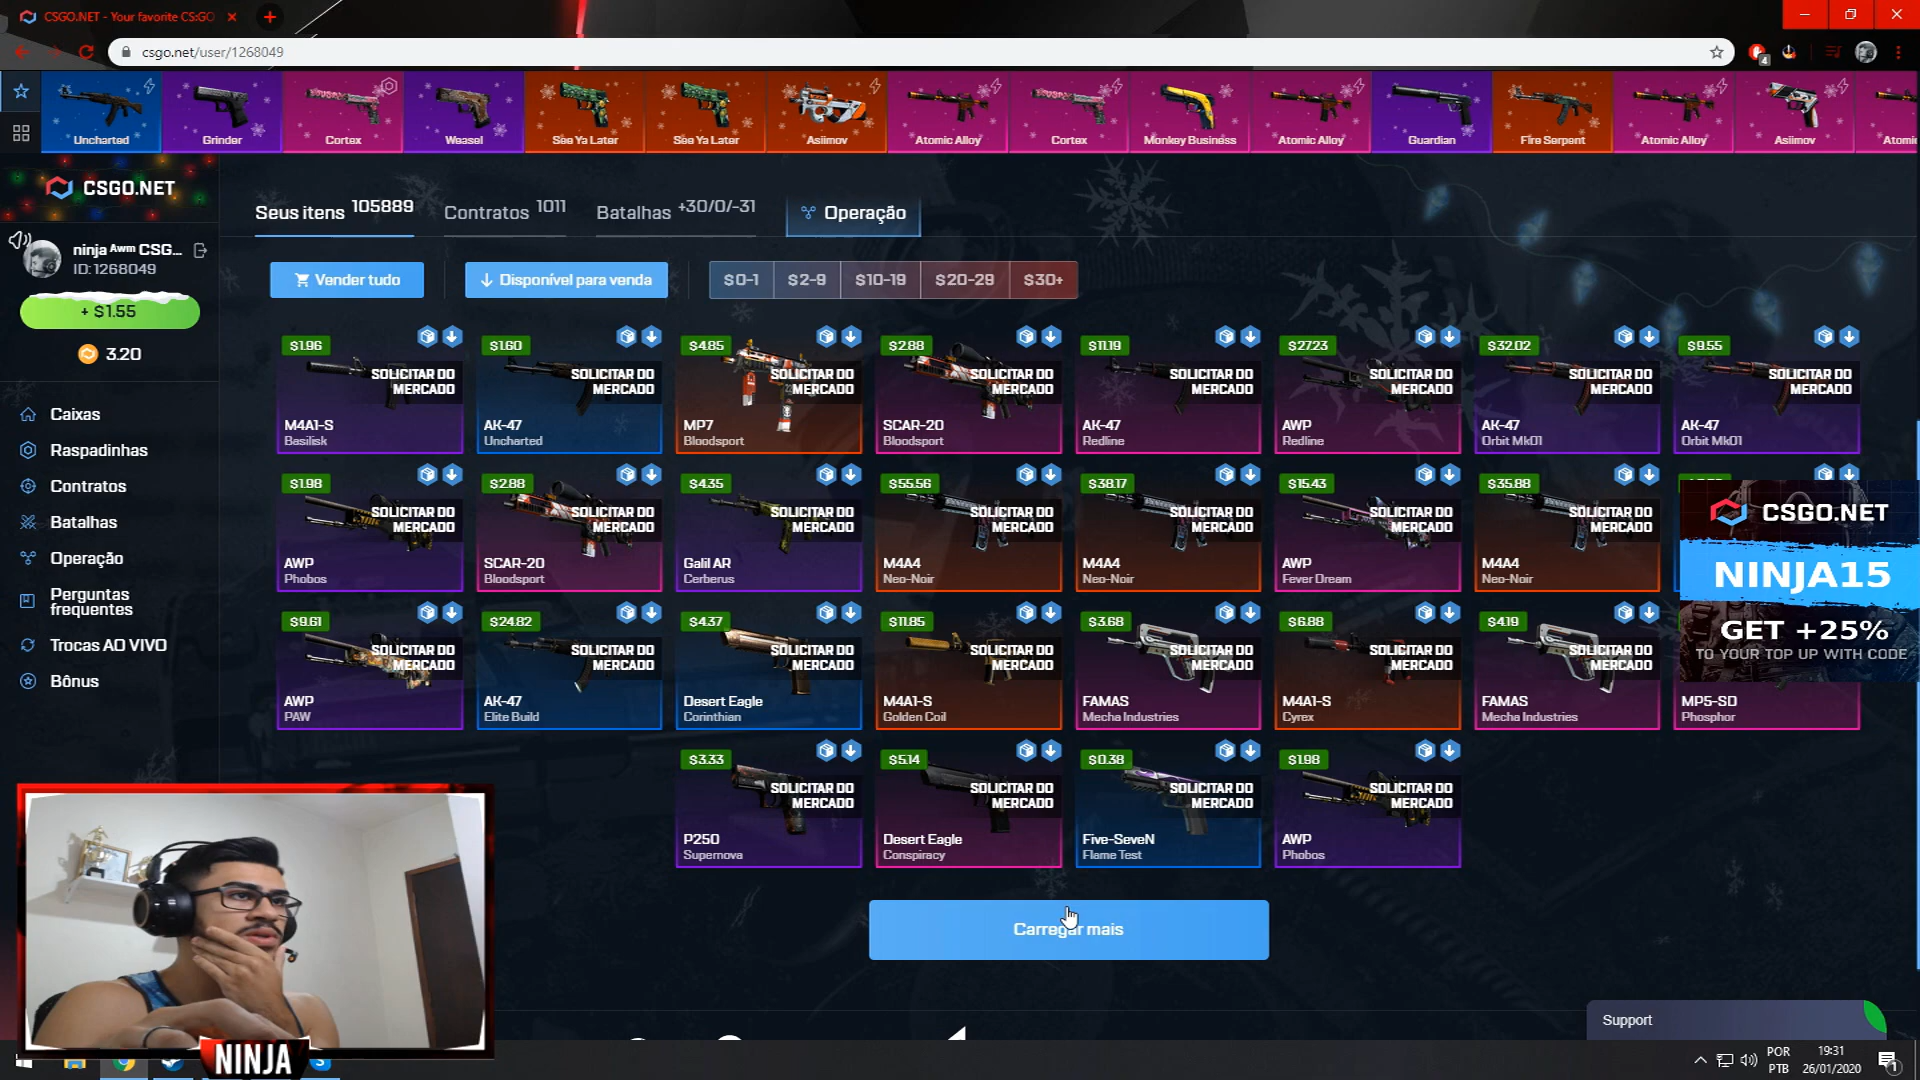 CSGO.NET - Your favorite CS:GO
csgo.net/user/1268049
4
Uncharted
Grinder
Cortex
Weasel
See Ya Later
See Ya Later
Asiimov
Atomic Alloy
Cortex
Monkey Business
Atomic Alloy
Guardian
Fire Serpent
Atomic Alloy
Asiimov
Atomi
CSGO.NET
Seus itens 105889
Contratos 1011
Batalhas +30/0/-31
Operação
ninja Awm CSG...
ID:1268049
+ $1.55
3.20
Vender tudo
Disponível para venda
$0-1
$2-9
$10-19
$20-29
$30+
Caixas
Raspadinhas
Contratos
Batalhas
Operação
Perguntas
frequentes
Trocas AO VIVO
Bônus
$1.96
SOLICITAR DO
MERCADO
M4A1-S
Basilisk
$1.60
SOLICITAR DO
MERCADO
AK-47
Uncharted
$4.85
SOLICITAR DO
MERCADO
MP7
Bloodsport
$2.88
SOLICITAR DO
MERCADO
SCAR-20
Bloodsport
$11.19
SOLICITAR DO
MERCADO
AK-47
Redline
$27.23
SOLICITAR DO
MERCADO
AWP
Redline
$32.02
SOLICITAR DO
MERCADO
AK-47
Orbit Mk01
$9.55
SOLICITAR DO
MERCADO
AK-47
Orbit Mk01
$1.98
SOLICITAR DO
MERCADO
AWP
Phobos
$2.88
SOLICITAR DO
MERCADO
SCAR-20
Bloodsport
$4.35
SOLICITAR DO
MERCADO
Galil AR
Cerberus
$55.56
SOLICITAR DO
MERCADO
M4A4
Neo-Noir
$38.17
SOLICITAR DO
MERCADO
M4A4
Neo-Noir
$15.43
SOLICITAR DO
MERCADO
AWP
Fever Dream
$35.88
SOLICITAR DO
MERCADO
M4A4
Neo-Noir
CSGO.NET
NINJA15
GET +25%
TO YOUR TOP UP WITH CODE
$9.61
SOLICITAR DO
MERCADO
AWP
PAW
$24.82
SOLICITAR DO
MERCADO
AK-47
Elite Build
$4.37
SOLICITAR DO
MERCADO
Desert Eagle
Corinthian
$11.85
SOLICITAR DO
MERCADO
M4A1-S
Golden Coil
$3.68
SOLICITAR DO
MERCADO
FAMAS
Mecha Industries
$6.88
SOLICITAR DO
MERCADO
M4A1-S
Cyrex
$4.19
SOLICITAR DO
MERCADO
FAMAS
Mecha Industries
MP5-SD
Phosphor
$3.33
SOLICITAR DO
MERCADO
P250
Supernova
$5.14
SOLICITAR DO
MERCADO
Desert Eagle
Conspiracy
$0.38
SOLICITAR DO
MERCADO
Five-SeveN
Flame Test
$1.98
SOLICITAR DO
MERCADO
AWP
Phobos
Carregar mais
Support
NINJA
POR
PTB
19:31
26/01/2020
1